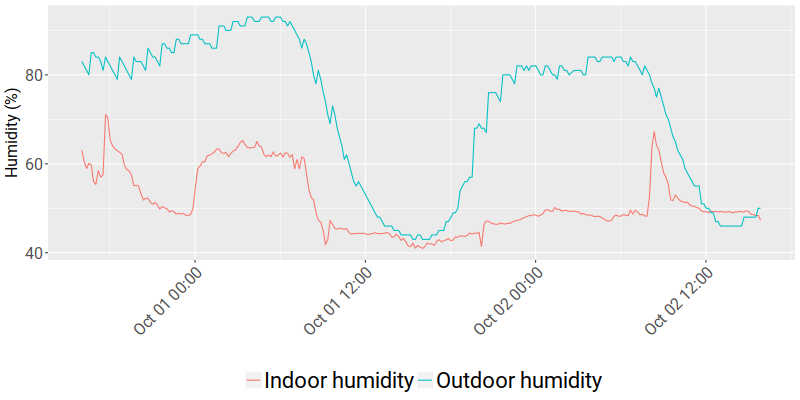 Humidity (%)
80
60
40
Oct 01 00:00
Oct 01 12:00
Oct 02 00:00
Oct 02 12:00
Indoor humidity Outdoor humidity